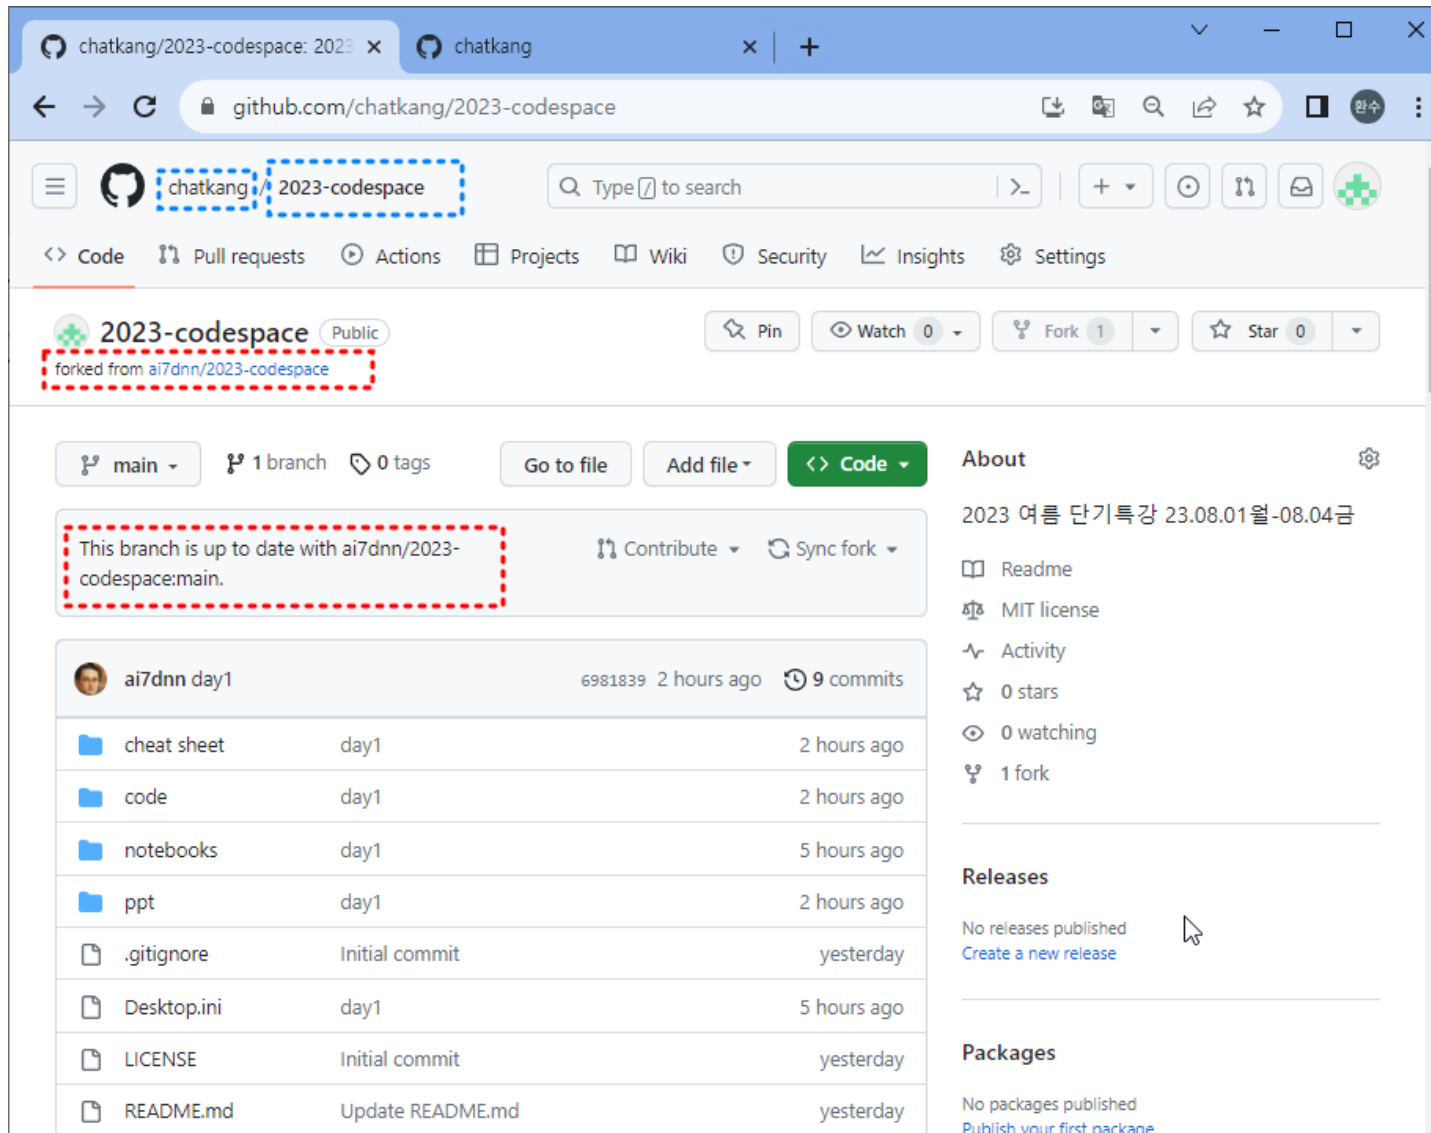 chatkang/2023-codespace: 2023
chatkang
github.com/chatkang/2023-codespace
환수
chatkang / 2023-codespace
Type / to search
Code
Pull requests
Actions
Projects
Wiki
Security
Insights
Settings
2023-codespace
Public
Pin
Watch 0
Fork 1
Star 0
forked from ai7dnn/2023-codespace
main
1 branch
0 tags
Go to file
Add file
Code
This branch is up to date with ai7dnn/2023-
codespace:main.
Contribute
Sync fork
ai7dnn day1
6981839 2 hours ago
9 commits
cheat sheet day1 2 hours ago
code day1 2 hours ago
notebooks day1 5 hours ago
ppt day1 2 hours ago
.gitignore Initial commit yesterday
Desktop.ini day1 5 hours ago
LICENSE Initial commit yesterday
README.md Update README.md yesterday
About
2023 여름 단기특강 23.08.01월-08.04금
Readme
MIT license
Activity
0 stars
0 watching
1 fork
Releases
No releases published
Create a new release
Packages
No packages published
Publish your first package